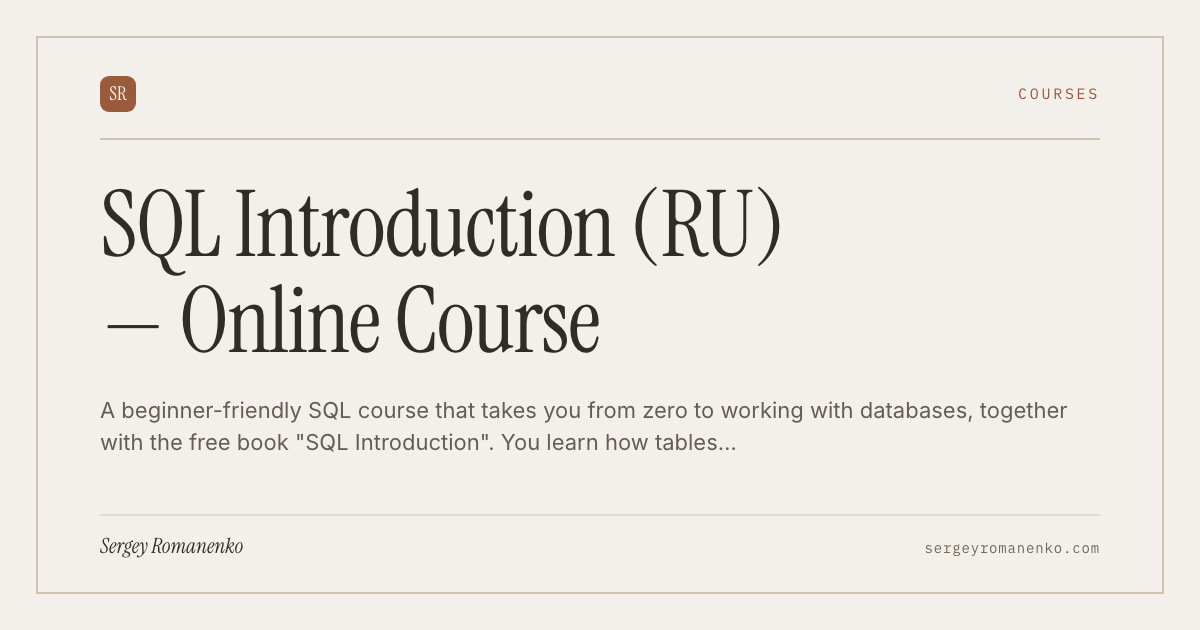 SR
COURSES
SQL Introduction (RU)
— Online Course
A beginner-friendly SQL course that takes you from zero to working with databases, together
with the free book "SQL Introduction". You learn how tables...
Sergey Romanenko
sergeyromanenko.com